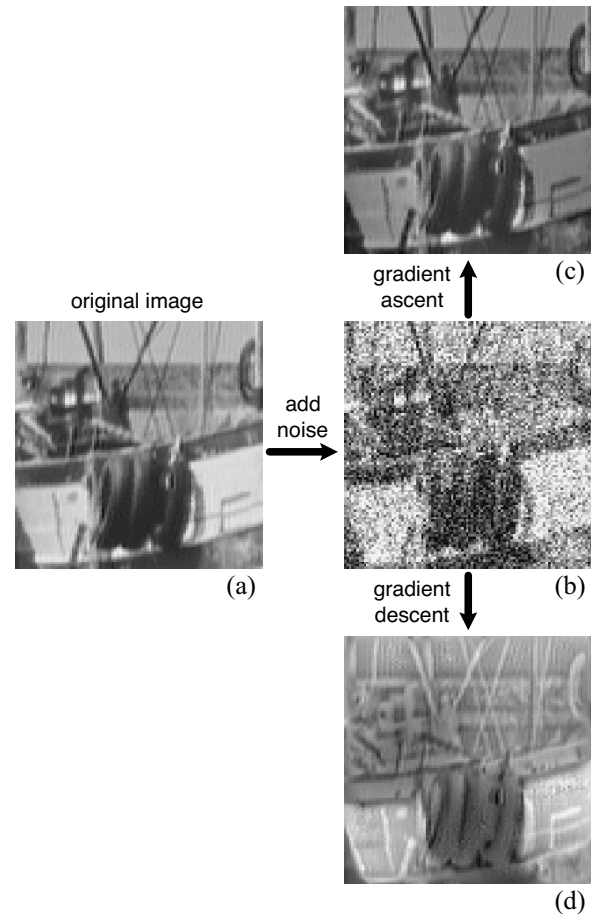 gradient
ascent
(c)
original image
add
noise
(a)
(b)
gradient
descent
(d)